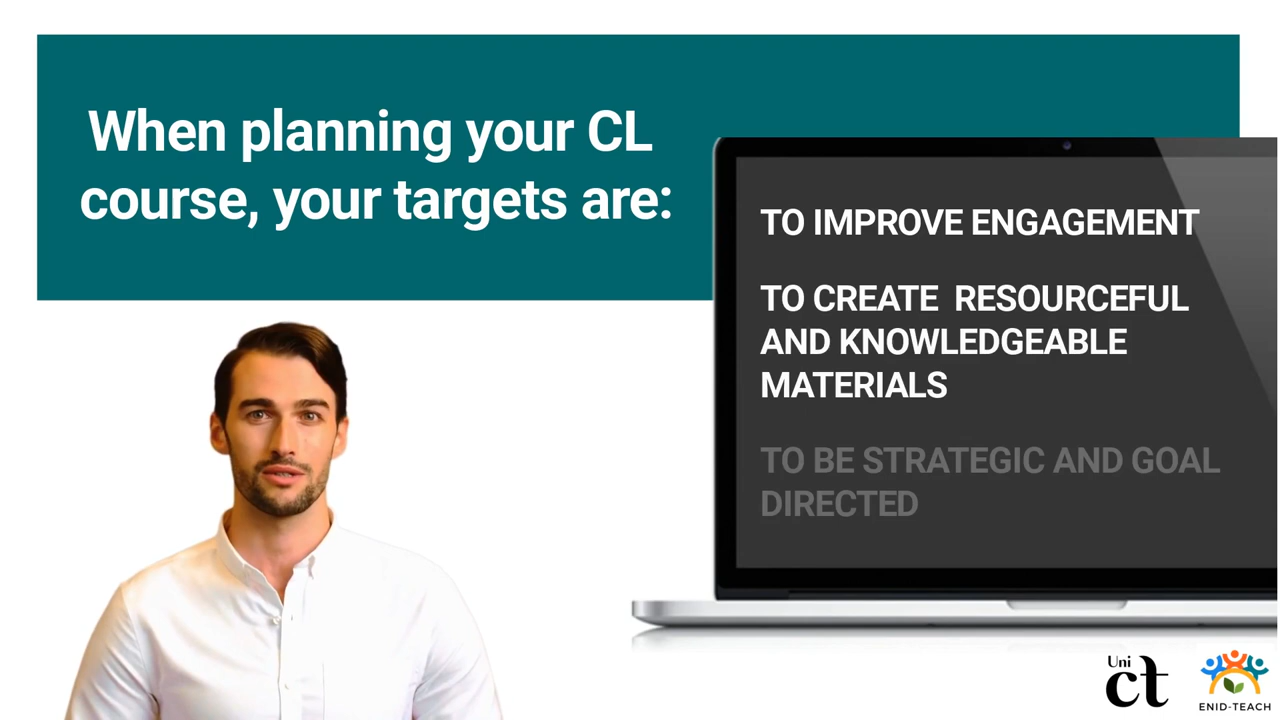 When planning your CL
course, your targets are:
TO IMPROVE ENGAGEMENT
TO CREATE  RESOURCEFUL
AND KNOWLEDGEABLE
MATERIALS
TO BE STRATEGIC AND GOAL
DIRECTED
Uni
ct
ENID-TEACH